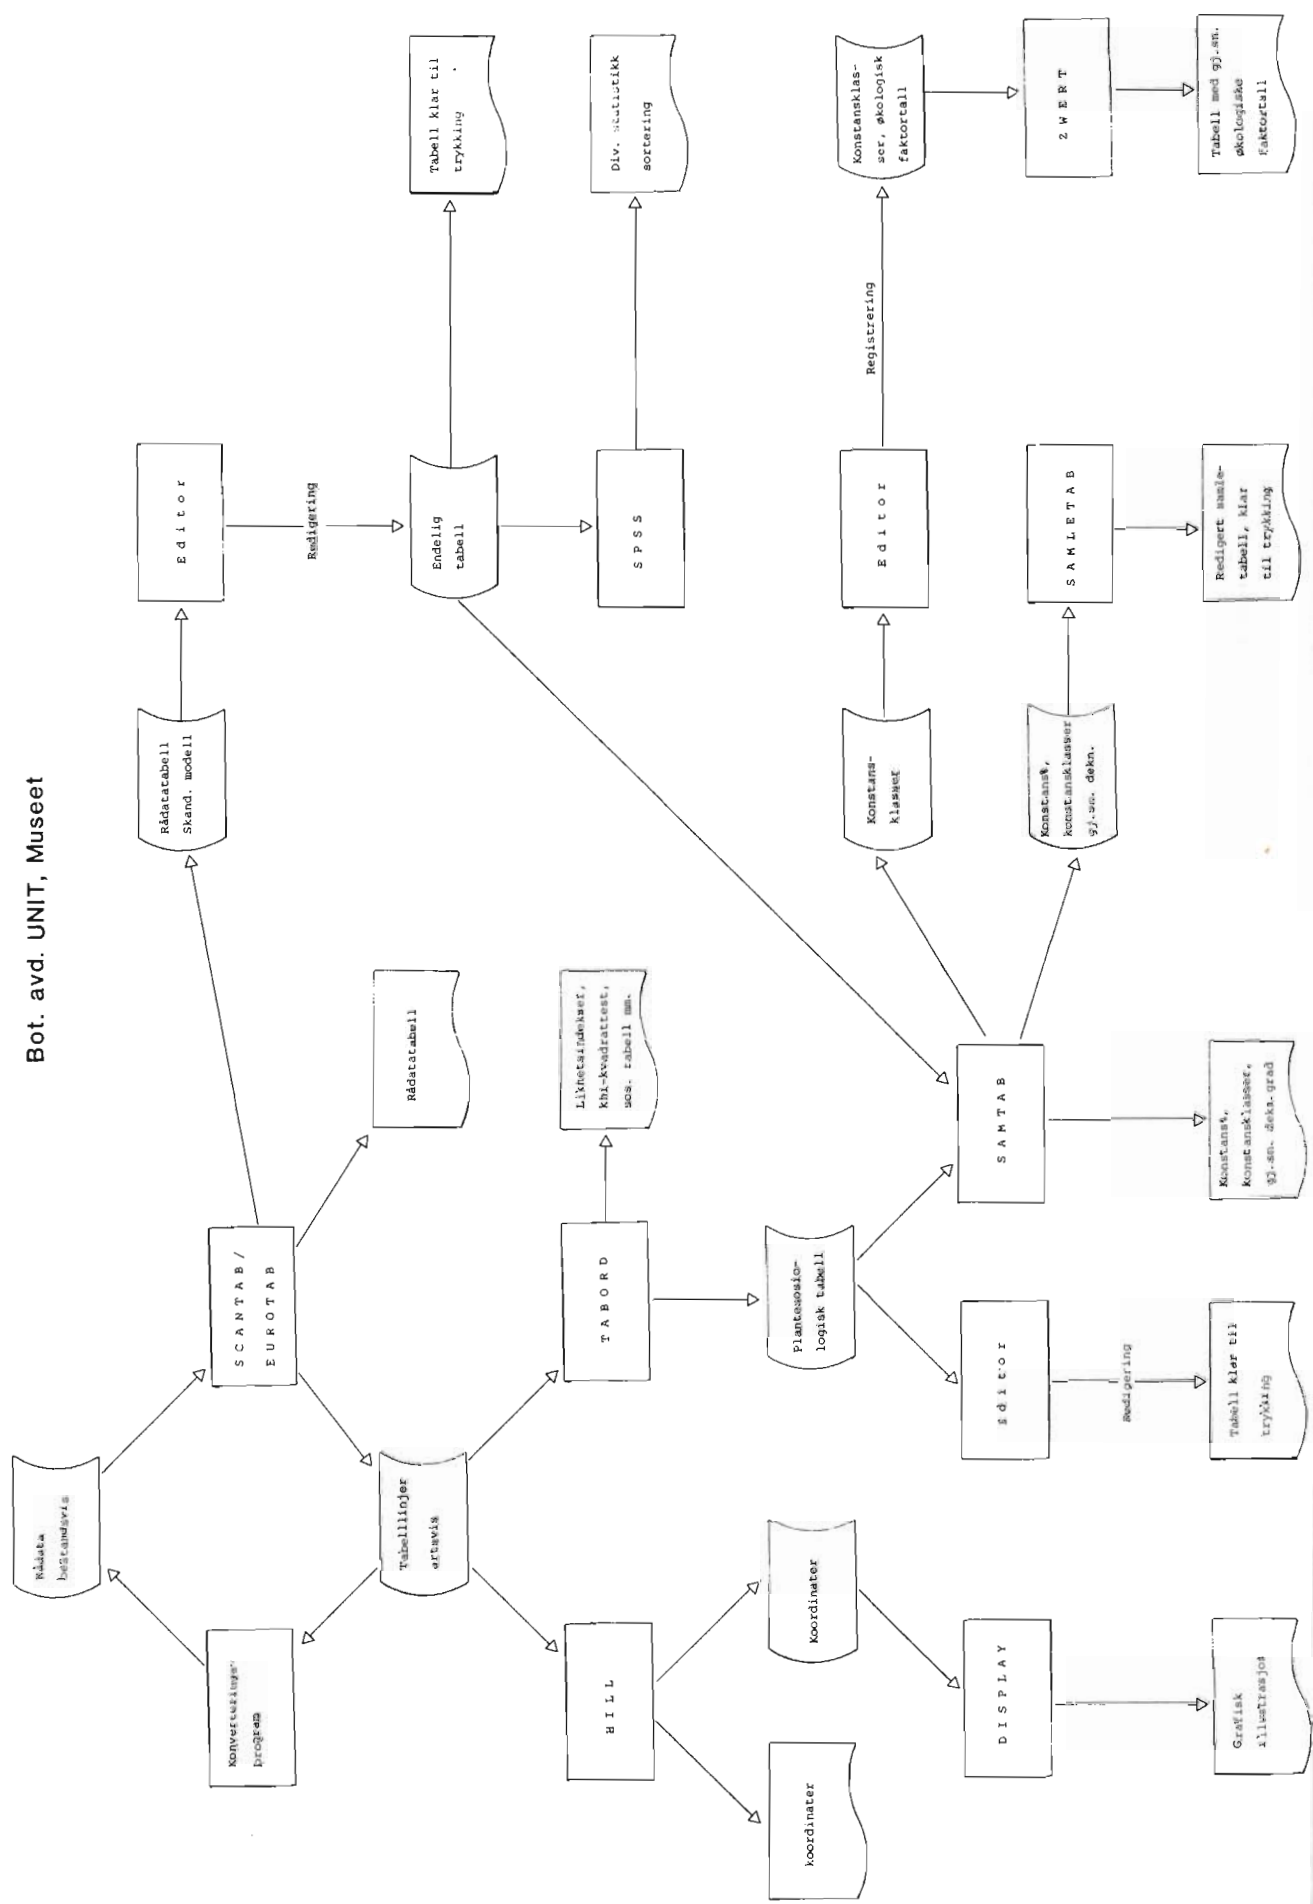 Bot. avd. UNIT, Museet
Rådata
bestandsvis
Konverterings-
program
SCANTAB/
EUROTAB
Rådatatabell
Skand. modell
Editor
Redigering
Tabellinjer
artsvis
Rådatatabell
Endelig
tabell
Tabell klar til
trykking
HILL
TABORD
Likhetsindekser,
khi-kvadrattest,
sos. tabell mm.
SPSS
Div. statistikk
sortering
koordinater
Koordinater
Plantesosio-
logisk tabell
Konstans-
klasser
Editor
Registrering
Konstansklas-
ser, økologisk
faktortall
DISPLAY
Editor
Redigering
SAMTAB
Konstans,
konstansklasser
gj.sn. dekn.
SAMLETAB
ZWERT
Grafisk
illustrasjon
Tabell klar til
trykking
Konstans,
konstansklasser,
gj.sn. dekn.grad
Redigert samle-
tabell, klar
til trykking
Tabell med gj.sn.
økologiske
faktortall